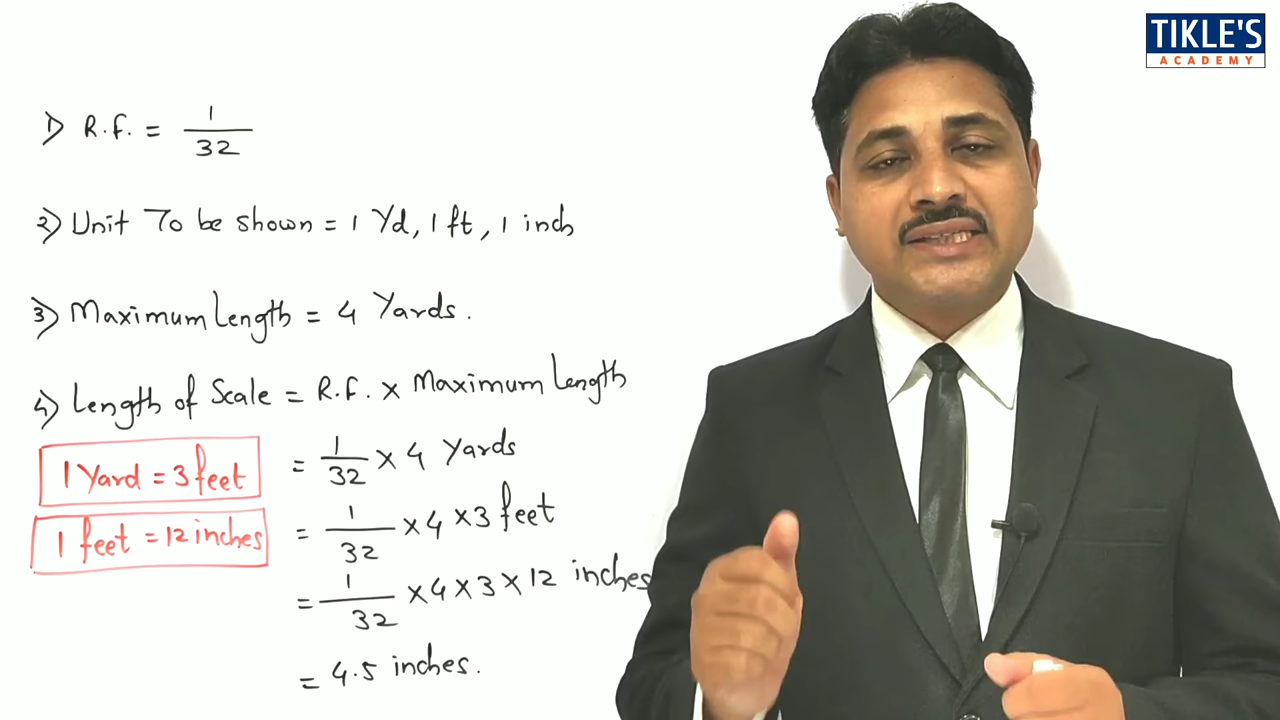 TIKLE'S
ACADEMY
1) R.F. = 1/32
2) Unit To be shown = 1 Yd, 1 ft, 1 inch
3) Maximum Length = 4 Yards.
4) Length of Scale = R.F. × Maximum Length
= 1/32 × 4 Yards
1 Yard = 3 feet
= 1/32 × 4 × 3 feet
1 feet = 12 inches
= 1/32 × 4 × 3 × 12 inches
= 4.5 inches.